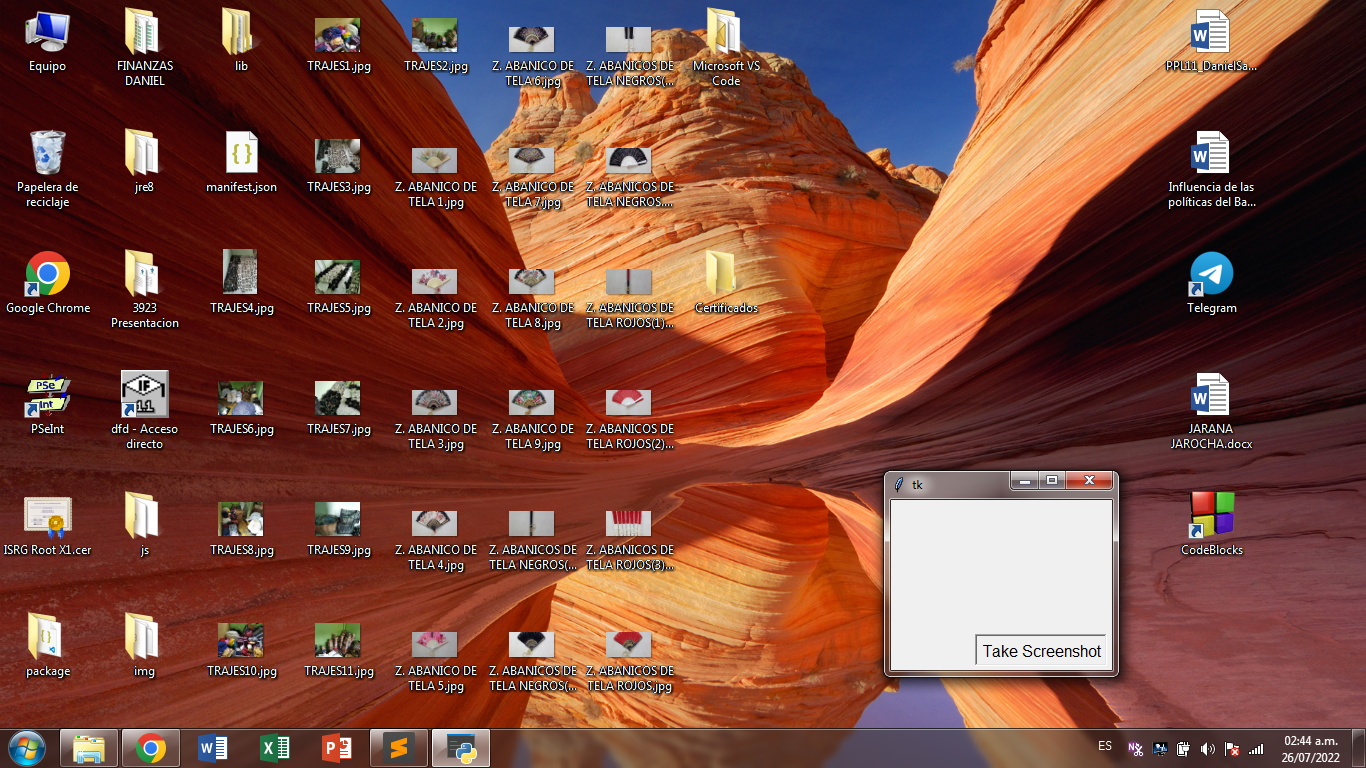 Equipo
FINANZAS
DANIEL
lib
TRAJES1.jpg
TRAJES2.jpg
Z. ABANICO DE
TELA 6.jpg
Z. ABANICOS DE
TELA NEGROS(...
Microsoft VS
Code
PPL11_DanielSa...
Papelera de
reciclaje
jre8
manifest.json
TRAJES3.jpg
Z. ABANICO DE
TELA 1.jpg
Z. ABANICO DE
TELA 7.jpg
Z. ABANICOS DE
TELA NEGROS....
Influencia de las
políticas del Ba...
Google Chrome
3923
Presentacion
TRAJES4.jpg
TRAJES5.jpg
Z. ABANICO DE
TELA 2.jpg
Z. ABANICO DE
TELA 8.jpg
Z. ABANICOS DE
TELA ROJOS(1)...
Certificados
Telegram
PSe
Int
PSeInt
IF
1.1
dfd - Acceso
directo
TRAJES6.jpg
TRAJES7.jpg
Z. ABANICO DE
TELA 3.jpg
Z. ABANICO DE
TELA 9.jpg
Z. ABANICOS DE
TELA ROJOS(2)...
JARANA
JAROCHA.docx
tk
Take Screenshot
ISRG Root X1.cer
js
TRAJES8.jpg
TRAJES9.jpg
Z. ABANICO DE
TELA 4.jpg
Z. ABANICOS DE
TELA NEGROS(...
Z. ABANICOS DE
TELA ROJOS(3)...
CodeBlocks
package
img
TRAJES10.jpg
TRAJES11.jpg
Z. ABANICO DE
TELA 5.jpg
Z. ABANICOS DE
TELA NEGROS(...
Z. ABANICOS DE
TELA ROJOS.jpg
ES
02:44 a.m.
26/07/2022